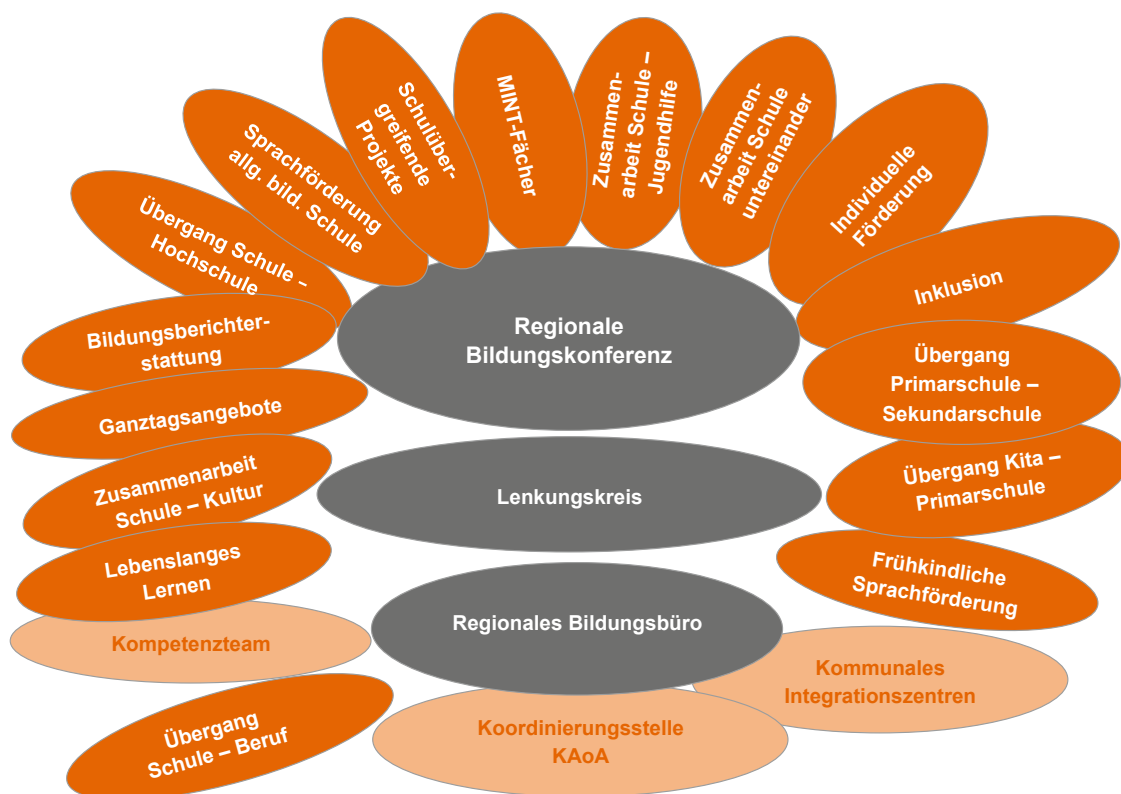 Schulüber-
greifende
Projekte
MINT-Fächer
Zusammen-
arbeit Schule –
Jugendhilfe
Zusammen-
arbeit Schule
untereinander
Individuelle
Förderung
Sprachförderung
allg. bild. Schule
Übergang Schule –
Hochschule
Inklusion
Bildungsberichter-
stattung
Regionale
Bildungskonferenz
Übergang
Primarschule –
Sekundarschule
Ganztagsangebote
Zusammenarbeit
Schule – Kultur
Lenkungskreis
Übergang Kita –
Primarschule
Lebenslanges
Lernen
Frühkindliche
Sprachförderung
Regionales Bildungsbüro
Kompetenzteam
Kommunales
Integrationszentren
Übergang
Schule – Beruf
Koordinierungsstelle
KAoA